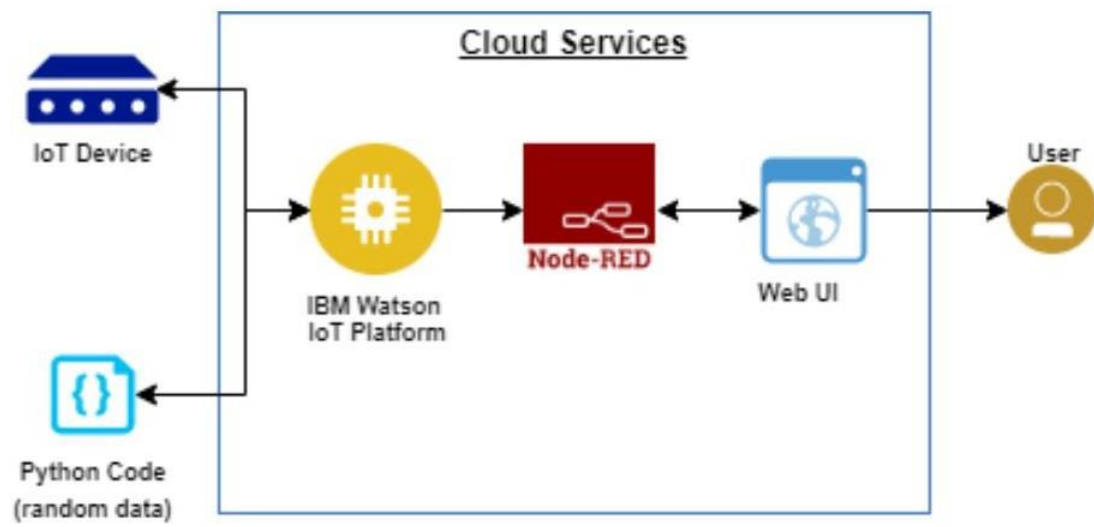 Cloud Services
IoT Device
User
Node-RED
Web UI
IBM Watson
IoT Platform
{}
Python Code
(random data)